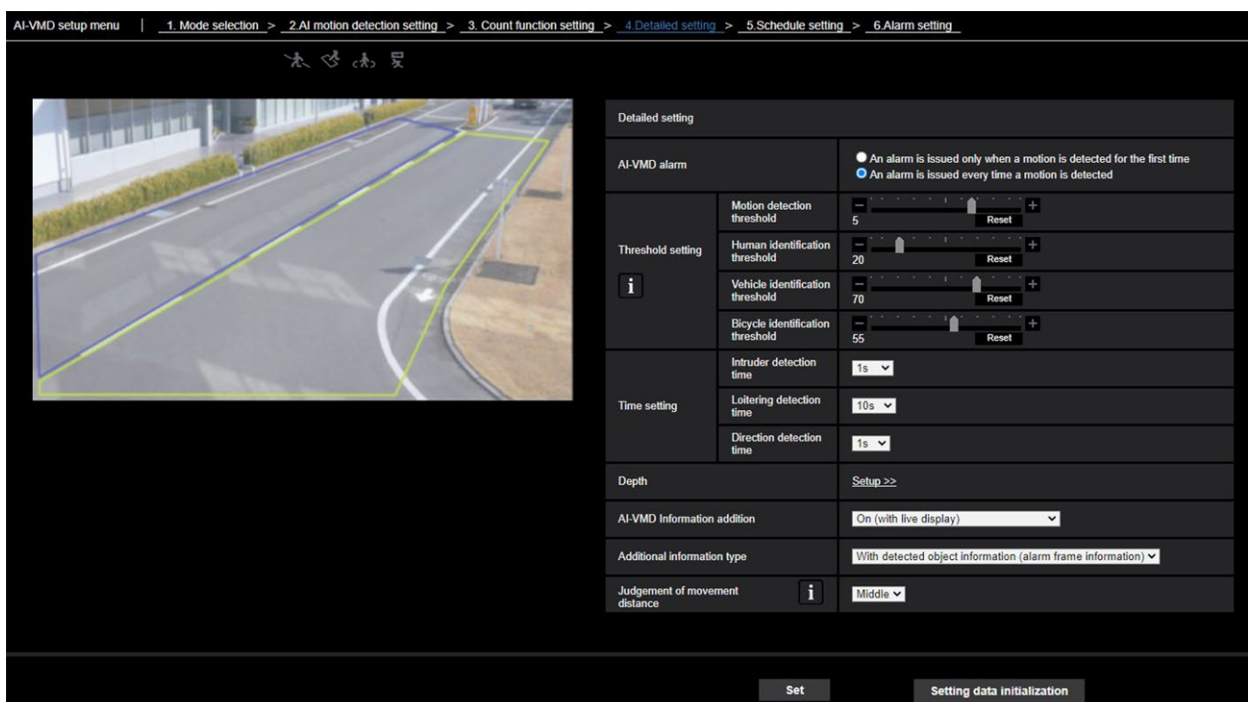 AI-VMD setup menu | 1. Mode selection > 2.AI motion detection setting > 3. Count function setting > 4.Detailed setting > 5.Schedule setting > 6.Alarm setting
Detailed setting
AI-VMD alarm
An alarm is issued only when a motion is detected for the first time
An alarm is issued every time a motion is detected
Threshold setting
i
Motion detection
threshold
5 Reset
Human identification
threshold
20 Reset
Vehicle identification
threshold
70 Reset
Bicycle identification
threshold
55 Reset
Time setting
Intruder detection
time
1s
Loitering detection
time
10s
Direction detection
time
1s
Depth
Setup >>
AI-VMD Information addition
On (with live display)
Additional information type
With detected object information (alarm frame information)
Judgement of movement
distance
i
Middle
Set
Setting data initialization